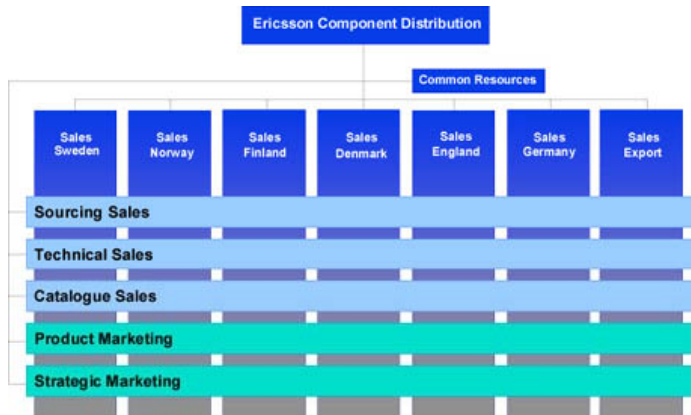 Ericsson Component Distribution
Common Resources
Sales
Sweden
Sales
Norway
Sales
Finland
Sales
Denmark
Sales
England
Sales
Germany
Sales
Export
Sourcing Sales
Technical Sales
Catalogue Sales
Product Marketing
Strategic Marketing